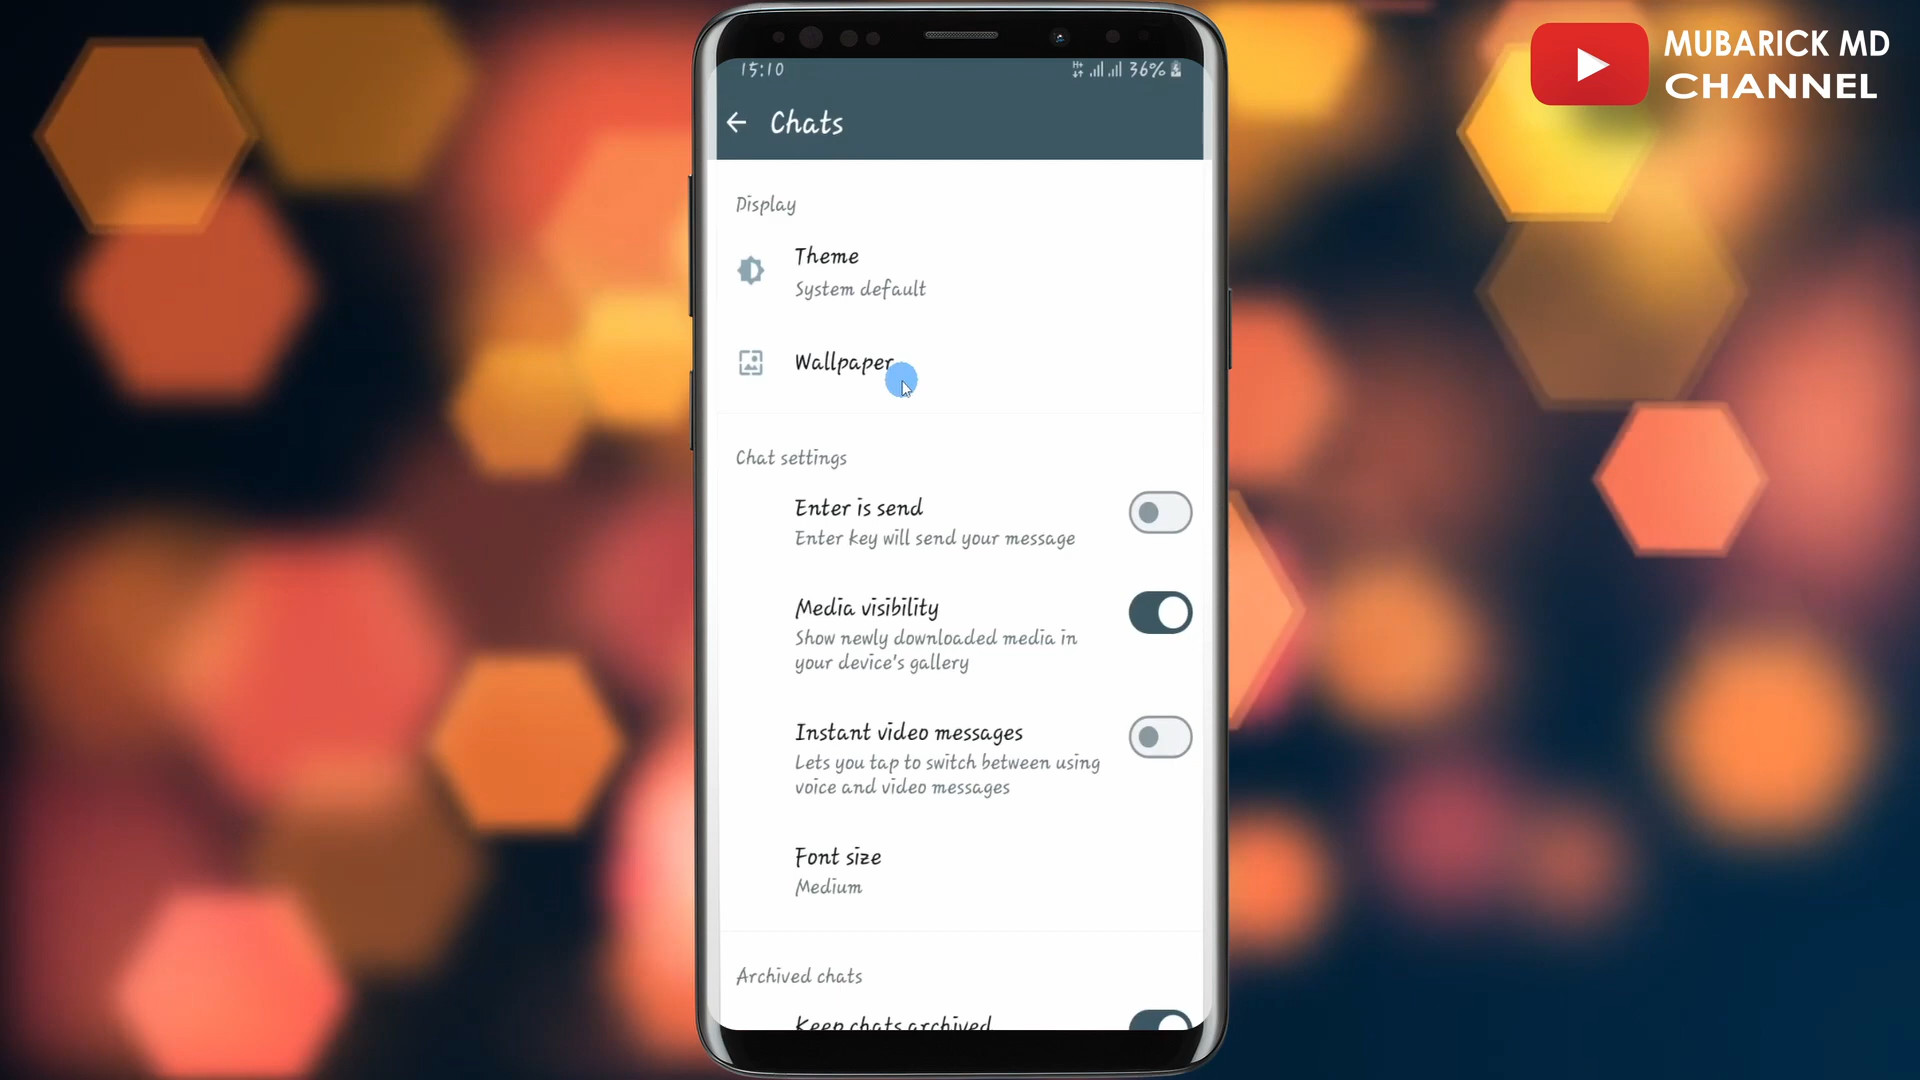 MUBARICK MD
CHANNEL
15:10
36%
Chats
Display
Theme
System default
Wallpaper
Chat settings
Enter is send
Enter key will send your message
Media visibility
Show newly downloaded media in
your device's gallery
Instant video messages
Lets you tap to switch between using
voice and video messages
Font size
Medium
Archived chats
Keep chats archived